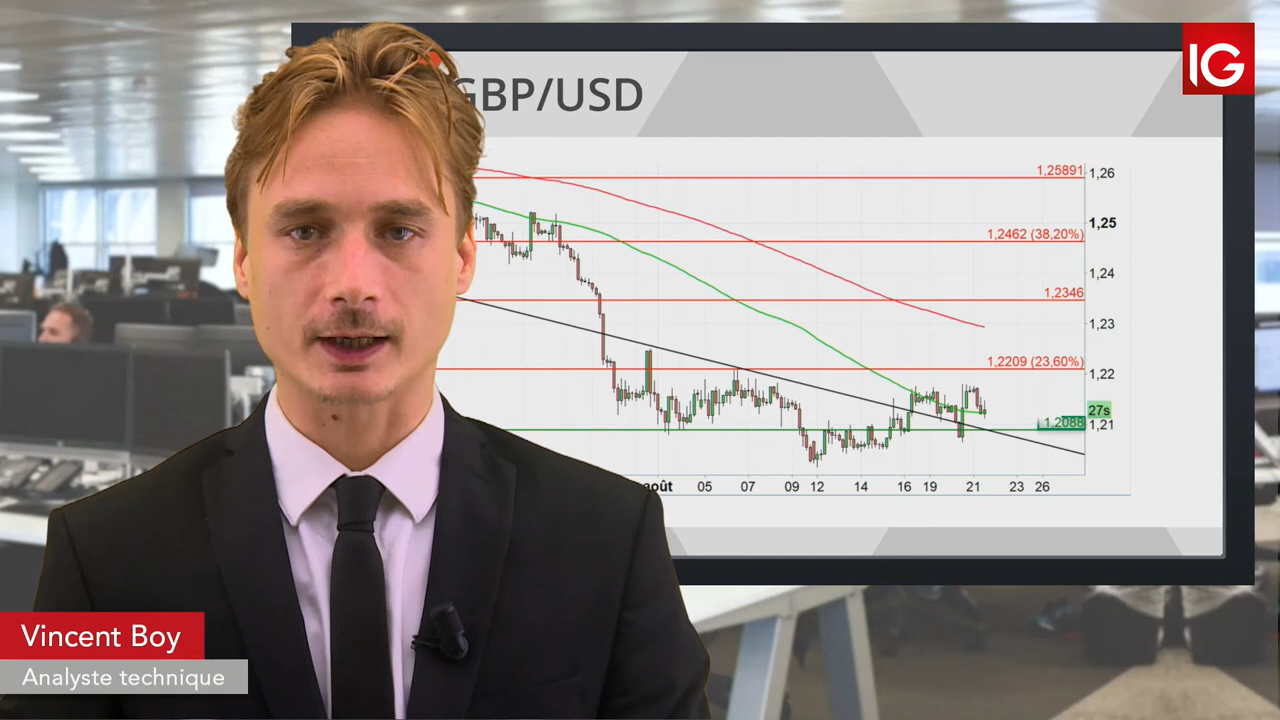 IG
GBP/USD
1,25891
1,26
1,25
1,2462 (38,20%)
1,24
1,2346
1,23
1,2209 (23,60%)
1,22
27s
1,2088
1,21
août 05 07 09 12 14 16 19 21 23 26
Vincent Boy
Analyste technique